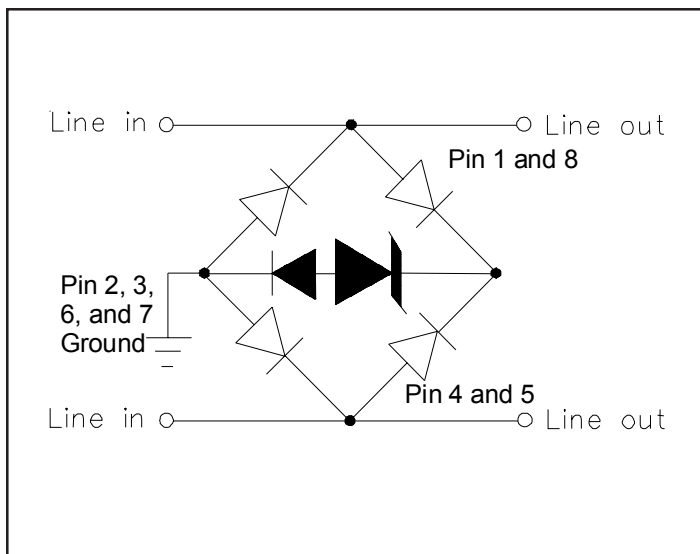 Line in
Line out
Pin 1 and 8
Pin 2, 3,
6, and 7
Ground
Pin 4 and 5
Line in
Line out